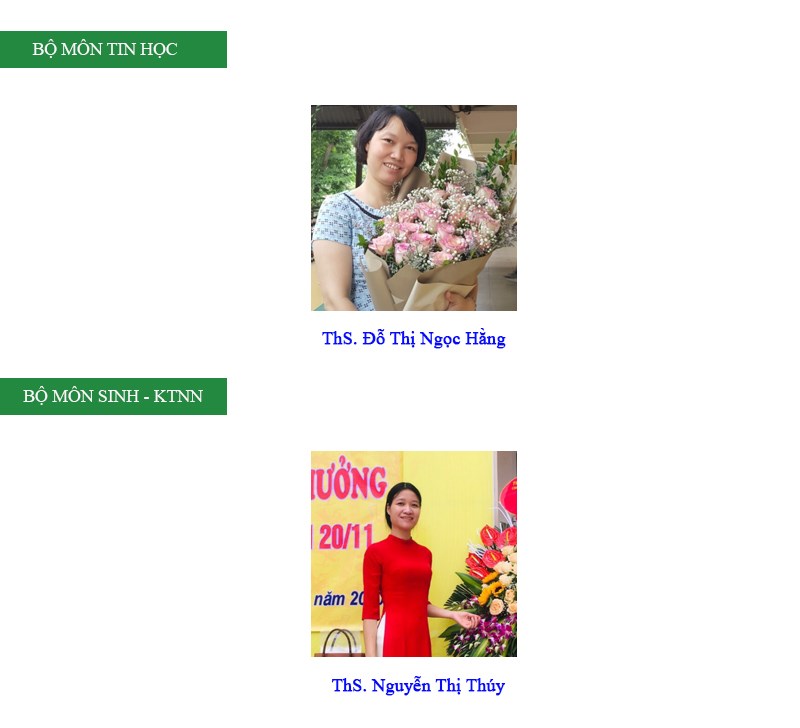 BỘ MÔN TIN HỌC
ThS. Đỗ Thị Ngọc Hằng
BỘ MÔN SINH - KTNN
ƯỞNG
20/11
năm 20
ThS. Nguyễn Thị Thúy